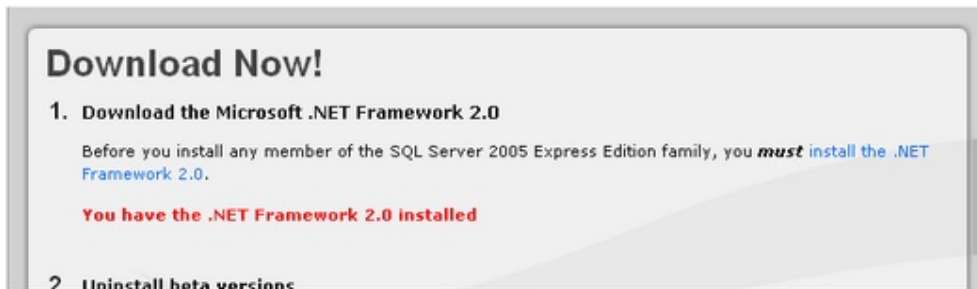 Download Now!
1. Download the Microsoft .NET Framework 2.0
Before you install any member of the SQL Server 2005 Express Edition family, you must install the .NET
Framework 2.0.
You have the .NET Framework 2.0 installed
2. Uninstall beta versions